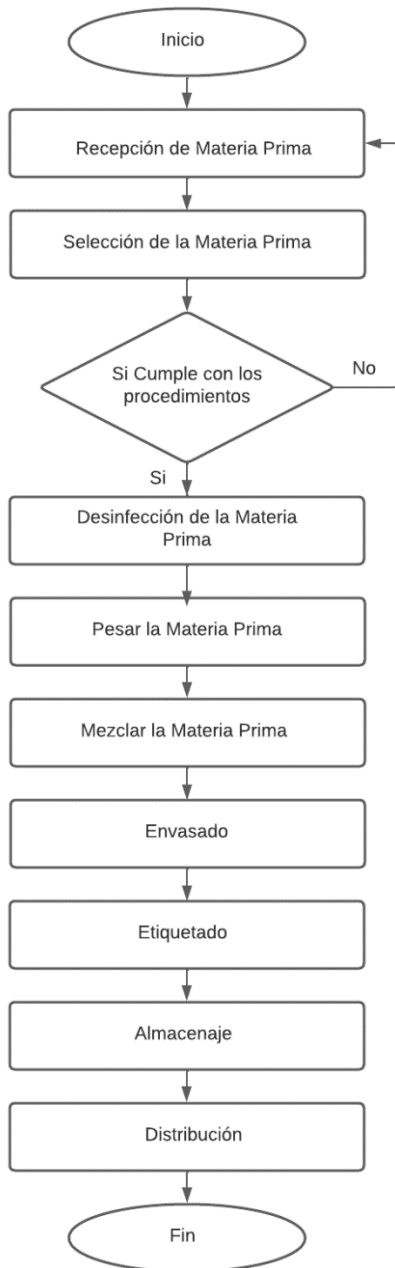 Inicio
Recepción de Materia Prima
Selección de la Materia Prima
Si Cumple con los
procedimientos
No
Si
Desinfección de la Materia
Prima
Pesar la Materia Prima
Mezclar la Materia Prima
Envasado
Etiquetado
Almacenaje
Distribución
Fin